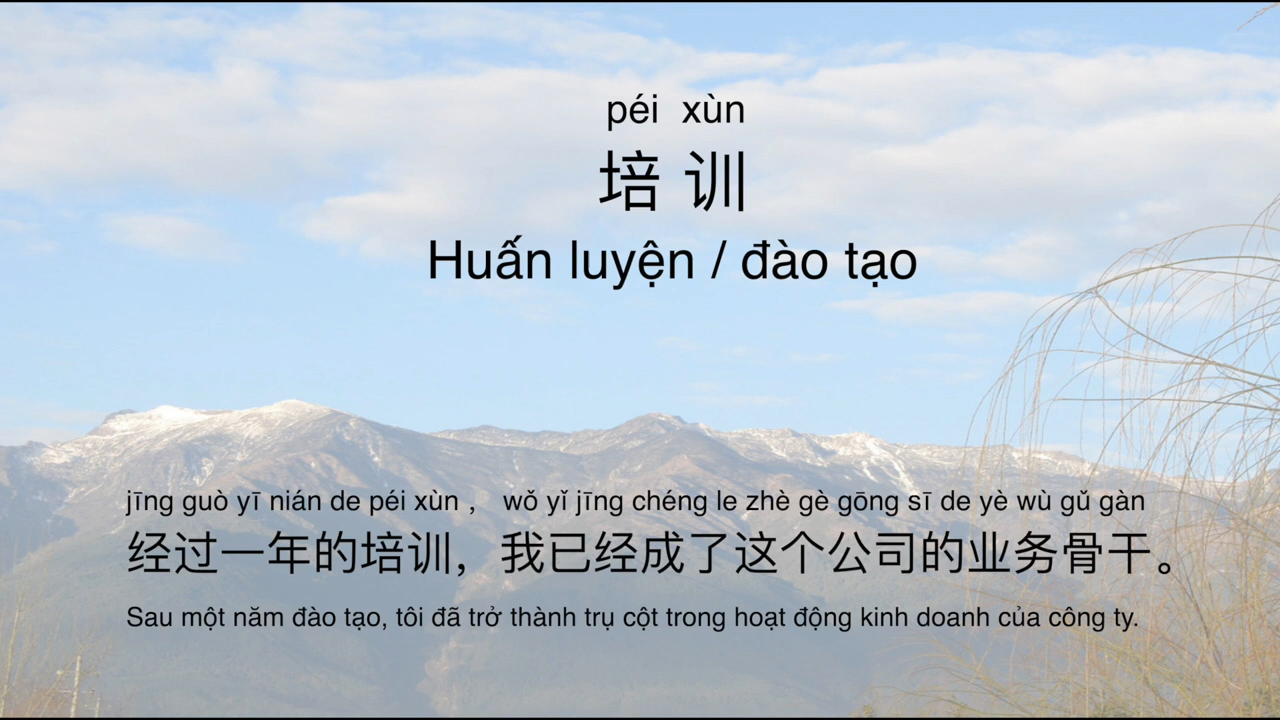 péi xùn
培训
Huấn luyện / đào tạo
jīng guò yī nián de péi xùn ， wǒ yǐ jīng chéng le zhè gè gōng sī de yè wù gǔ gàn
经过一年的培训，我已经成了这个公司的业务骨干。
Sau một năm đào tạo, tôi đã trở thành trụ cột trong hoạt động kinh doanh của công ty.